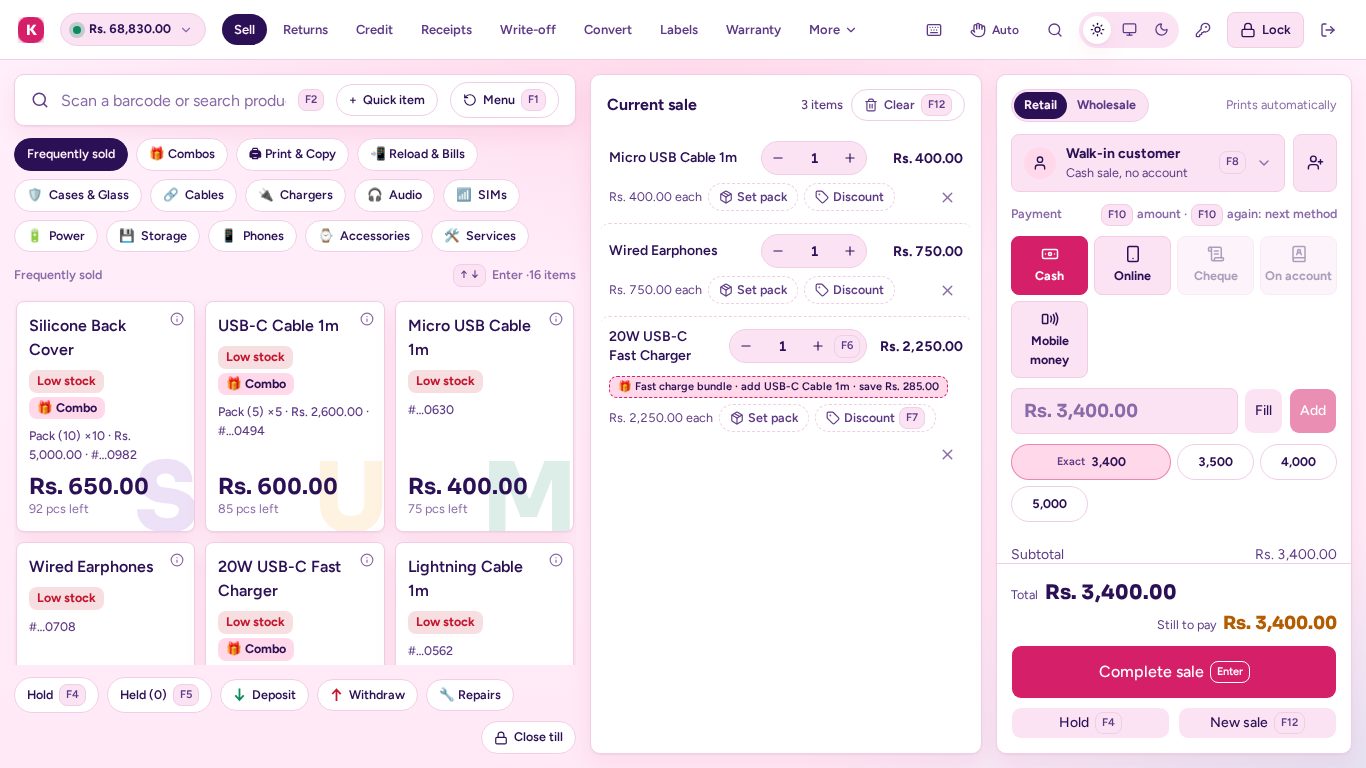 K Rs. 68,830.00 Sell Returns Credit Receipts Write-off Convert Labels Warranty More Auto Lock
Scan a barcode or search produ F2 + Quick item Menu F1
Frequently sold 🎁 Combos 🖨 Print & Copy 📲 Reload & Bills
🛡️ Cases & Glass 🔗 Cables 🔌 Chargers 🎧 Audio 📶 SIMs
🔋 Power 💾 Storage 📱 Phones ⌚ Accessories 🛠️ Services
Frequently sold ↑↓ Enter ·16 items
Silicone Back
Cover
Low stock
🎁 Combo
Pack (10) ×10 · Rs.
5,000.00 · #…0982
Rs. 650.00
92 pcs left
S
USB-C Cable 1m
Low stock
🎁 Combo
Pack (5) ×5 · Rs. 2,600.00 ·
#…0494
Rs. 600.00
85 pcs left
U
Micro USB Cable
1m
Low stock
#…0630
Rs. 400.00
75 pcs left
M
Wired Earphones
Low stock
#…0708
20W USB-C Fast
Charger
Low stock
🎁 Combo
Lightning Cable
1m
Low stock
#…0562
Hold F4 Held (0) F5 Deposit Withdraw 🔧 Repairs
Close till
Current sale 3 items Clear F12
Micro USB Cable 1m − 1 + Rs. 400.00
Rs. 400.00 each Set pack Discount
Wired Earphones − 1 + Rs. 750.00
Rs. 750.00 each Set pack Discount
20W USB-C
Fast Charger − 1 + F6 Rs. 2,250.00
🎁 Fast charge bundle · add USB-C Cable 1m · save Rs. 285.00
Rs. 2,250.00 each Set pack Discount F7
Retail Wholesale Prints automatically
Walk-in customer
Cash sale, no account F8
Payment F10 amount · F10 again: next method
Cash Online Cheque On account
Mobile
money
Rs. 3,400.00 Fill Add
Exact 3,400 3,500 4,000
5,000
Subtotal Rs. 3,400.00
Total Rs. 3,400.00
Still to pay Rs. 3,400.00
Complete sale Enter
Hold F4 New sale F12